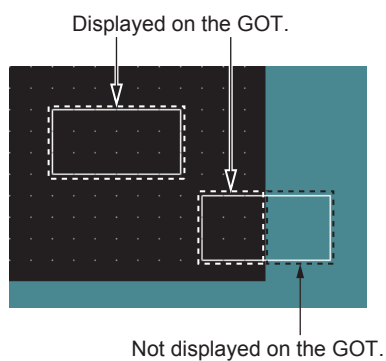 Displayed on the GOT.
Not displayed on the GOT.